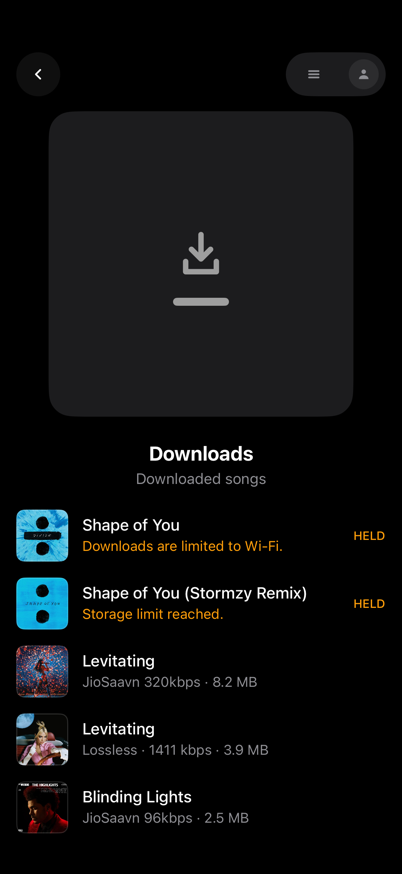 Downloads
Downloaded songs
Shape of You
Downloads are limited to Wi-Fi.
HELD
Shape of You (Stormzy Remix)
Storage limit reached.
HELD
Levitating
JioSaavn 320kbps · 8.2 MB
Levitating
Lossless · 1411 kbps · 3.9 MB
Blinding Lights
JioSaavn 96kbps · 2.5 MB
THE HIGHLIGHTS